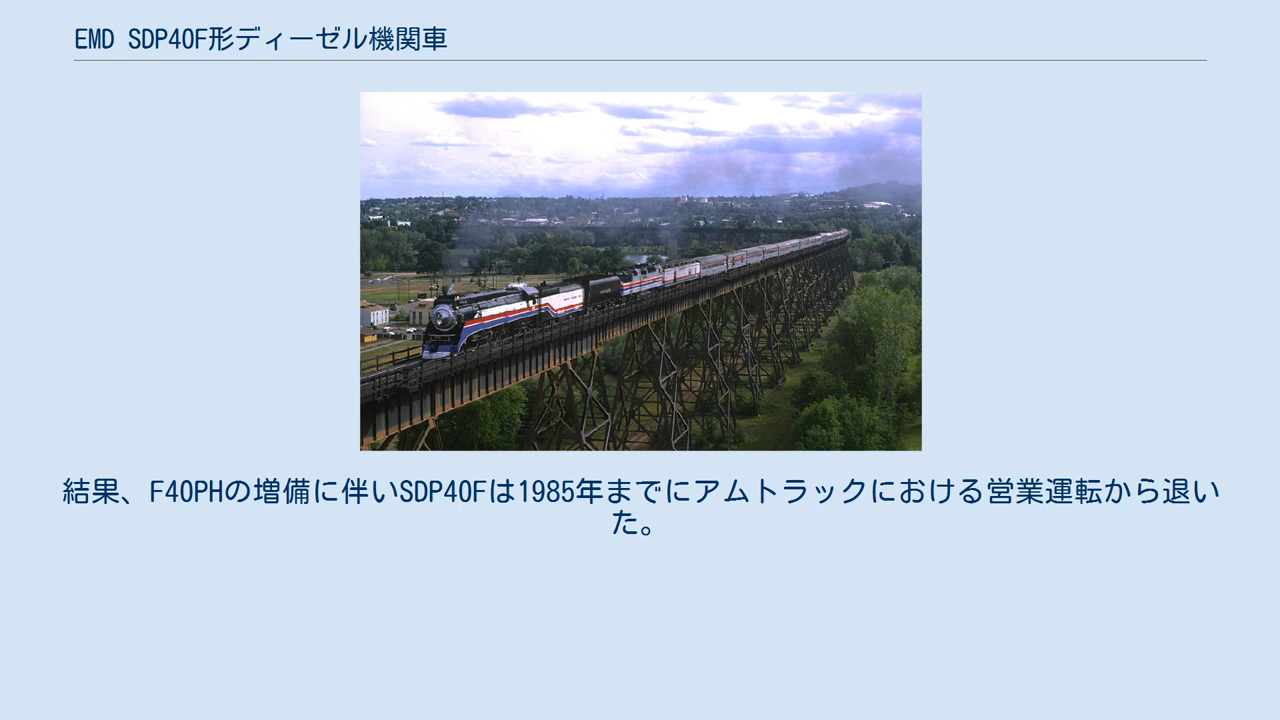 EMD SDP40F形ディーゼル機関車
結果、F40PHの増備に伴いSDP40Fは1985年までにアムトラックにおける営業運転から退い
た。